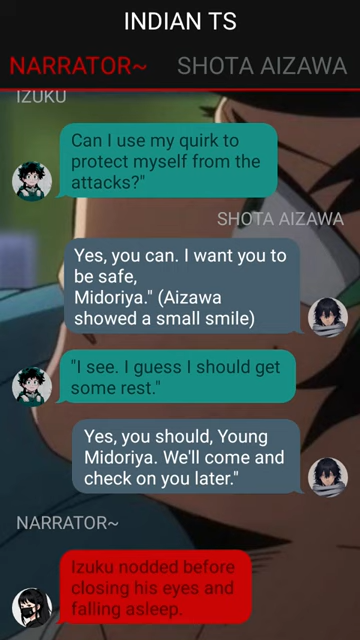 INDIAN TS
NARRATOR~ SHOTA AIZAWA
IZUKU
Can I use my quirk to
protect myself from the
attacks?"
SHOTA AIZAWA
Yes, you can. I want you to
be safe,
Midoriya." (Aizawa
showed a small smile)
"I see. I guess I should get
some rest."
Yes, you should, Young
Midoriya. We'll come and
check on you later."
NARRATOR~
Izuku nodded before
closing his eyes and
falling asleep.